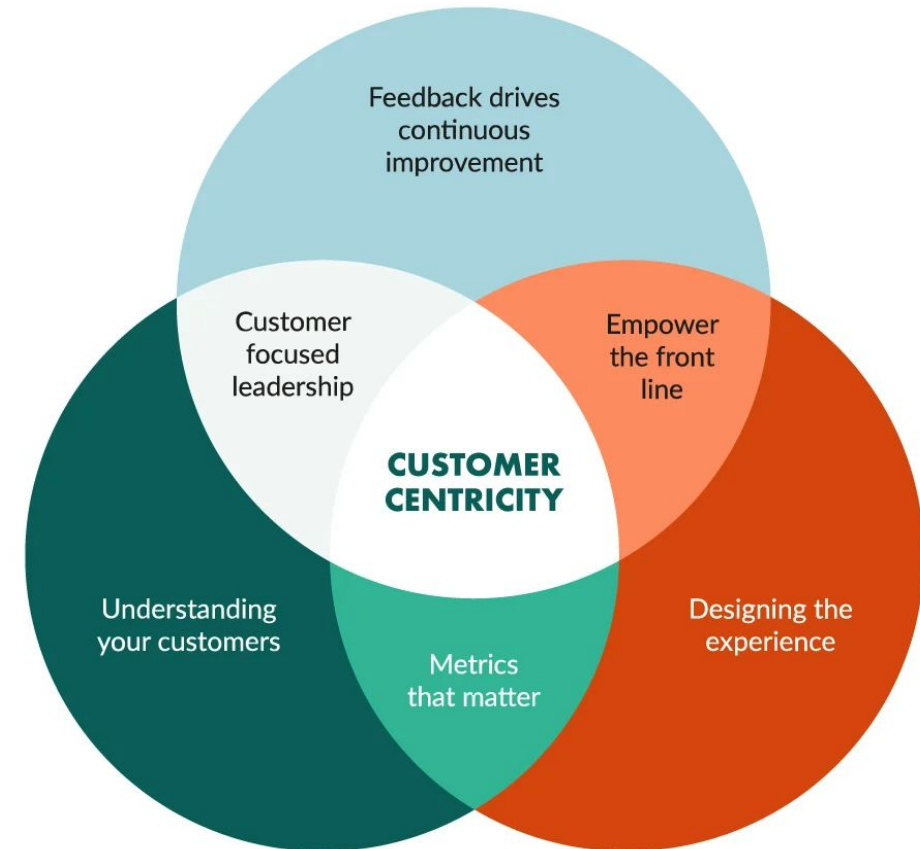 Feedback drives
continuous
improvement
Customer
focused
leadership
Empower
the front
line
CUSTOMER
CENTRICITY
Understanding
your customers
Designing the
experience
Metrics
that matter